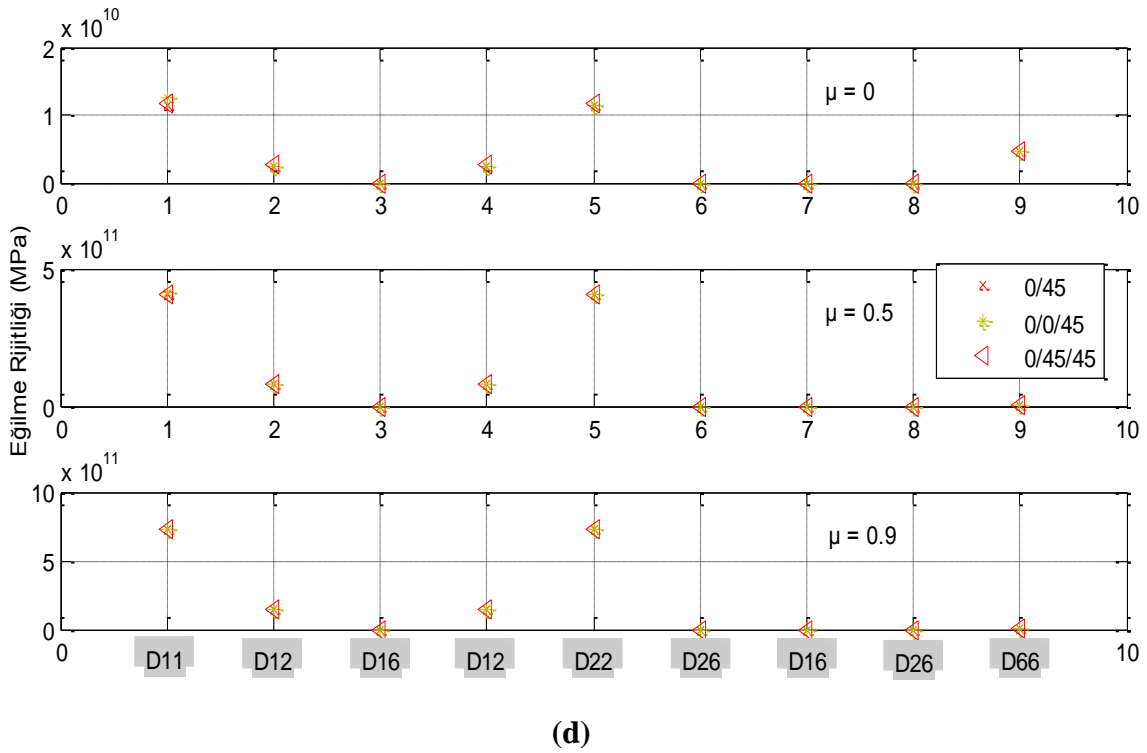 x 10^10
2
1
0
µ = 0
0 1 2 3 4 5 6 7 8 9 10
Eğilme Rijitliği (MPa)
x 10^11
5
0
µ = 0.5
0/45
0/0/45
0/45/45
0 1 2 3 4 5 6 7 8 9 10
x 10^11
10
5
0
µ = 0.9
0 D11 D12 D16 D12 D22 D26 D16 D26 D66 10
(d)